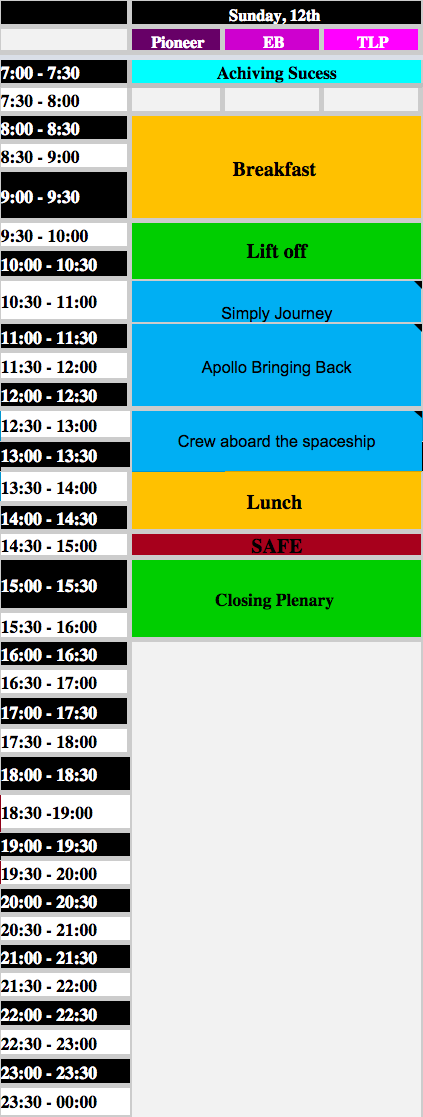 Sunday, 12th
Pioneer EB TLP
7:00 - 7:30 Achiving Sucess
7:30 - 8:00
8:00 - 8:30
8:30 - 9:00 Breakfast
9:00 - 9:30
9:30 - 10:00 Lift off
10:00 - 10:30
10:30 - 11:00 Simply Journey
11:00 - 11:30
11:30 - 12:00 Apollo Bringing Back
12:00 - 12:30
12:30 - 13:00 Crew aboard the spaceship
13:00 - 13:30
13:30 - 14:00 Lunch
14:00 - 14:30
14:30 - 15:00 SAFE
15:00 - 15:30 Closing Plenary
15:30 - 16:00
16:00 - 16:30
16:30 - 17:00
17:00 - 17:30
17:30 - 18:00
18:00 - 18:30
18:30 -19:00
19:00 - 19:30
19:30 - 20:00
20:00 - 20:30
20:30 - 21:00
21:00 - 21:30
21:30 - 22:00
22:00 - 22:30
22:30 - 23:00
23:00 - 23:30
23:30 - 00:00